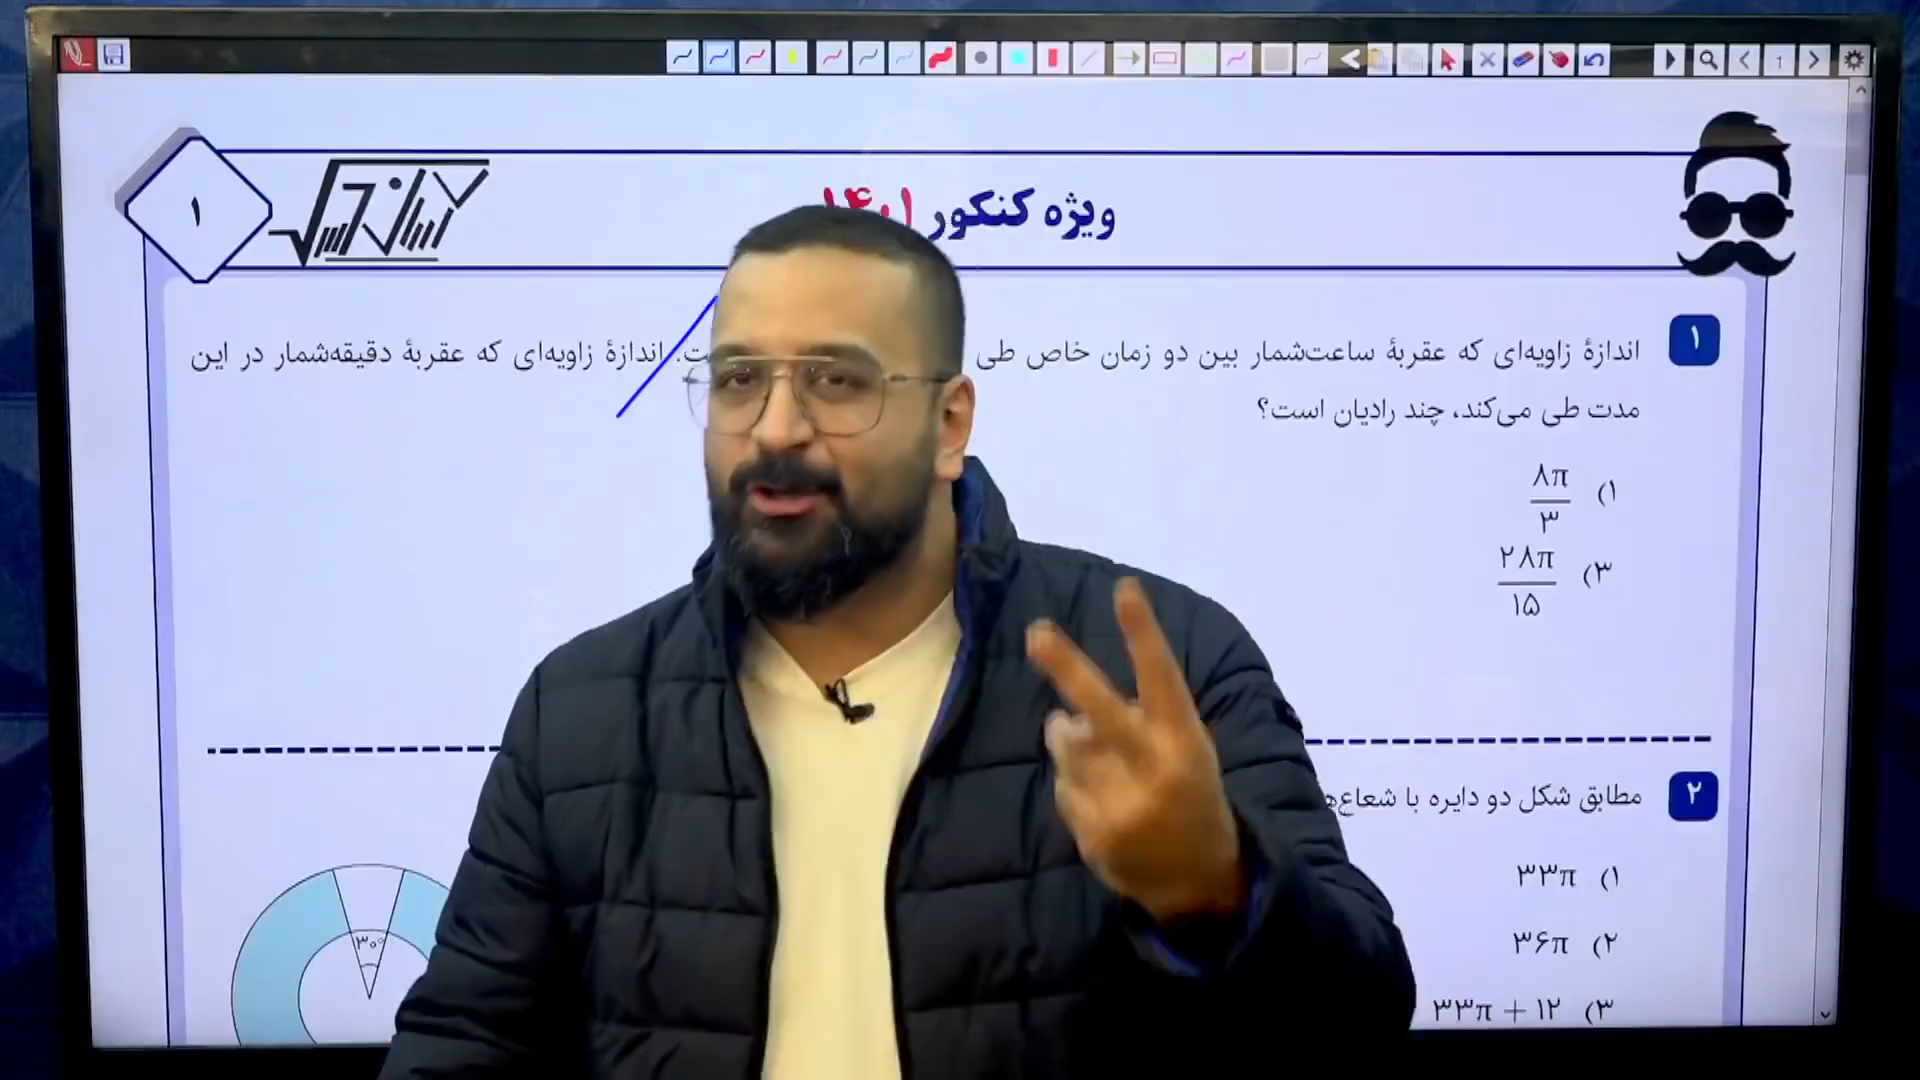 ۱
ویژه کنکور ۱۴۰۱
۱
اندازهٔ زاویه‌ای که عقربهٔ ساعت‌شمار بین دو زمان خاص طی
اندازهٔ زاویه‌ای که عقربهٔ دقیقه‌شمار در این
مدت طی می‌کند، چند رادیان است؟
۱) ۸π/۳
۳) ۲۸π/۱۵
۲
مطابق شکل دو دایره با شعاع‌ه
۱) ۳۳π
۲) ۳۶π
۳) ۳۳π + ۱۲
۳۰°